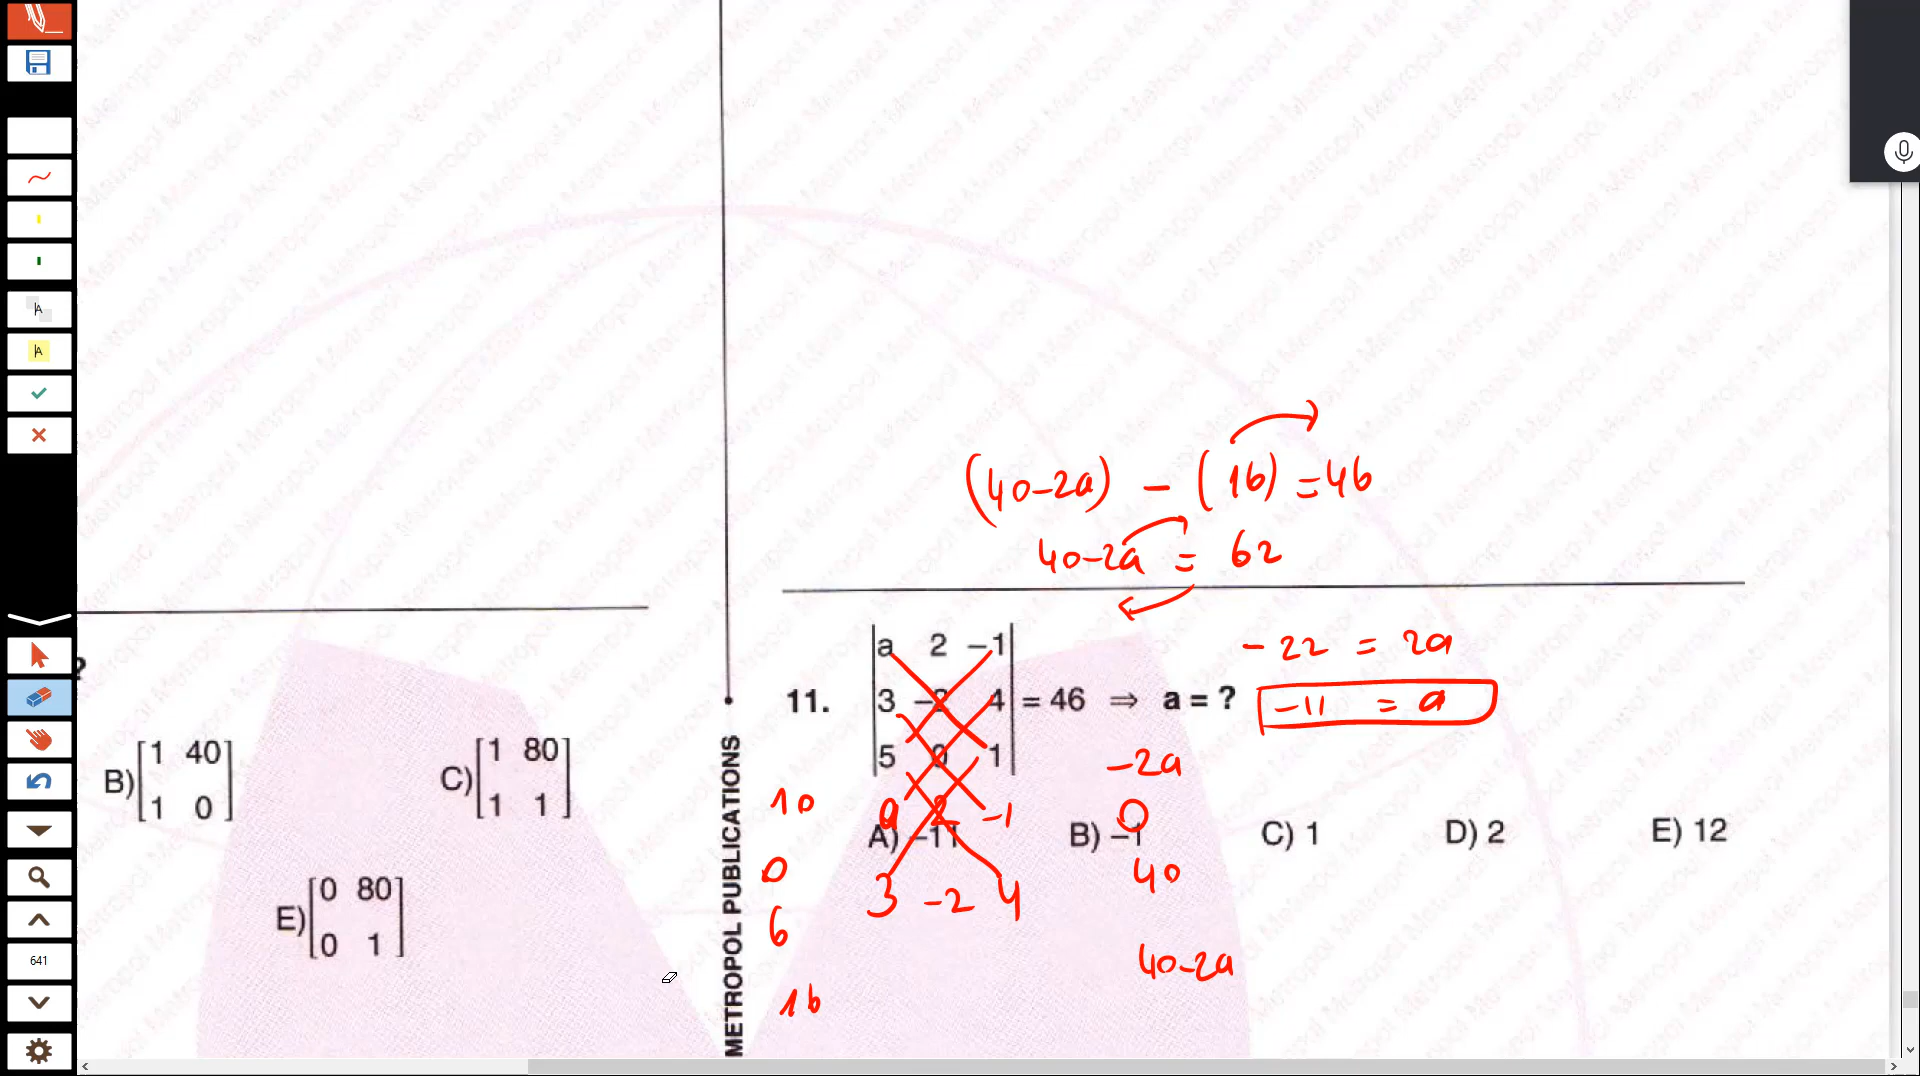 (40-2a) - (16) = 46
40-2a = 62
-22 = 2a
-11 = a
?
B) [1 40
1 0]
C) [1 80
1 1]
E) [0 80
0 1]
METROPOL PUBLICATIONS
11. |a 2 –1
3 –2 4
5 0 1| = 46 ⇒ a = ?
A) –11 B) –1 C) 1 D) 2 E) 12
a 2 -1
3 -2 4
10
0
6
16
-2a
0
40
40-2a
641